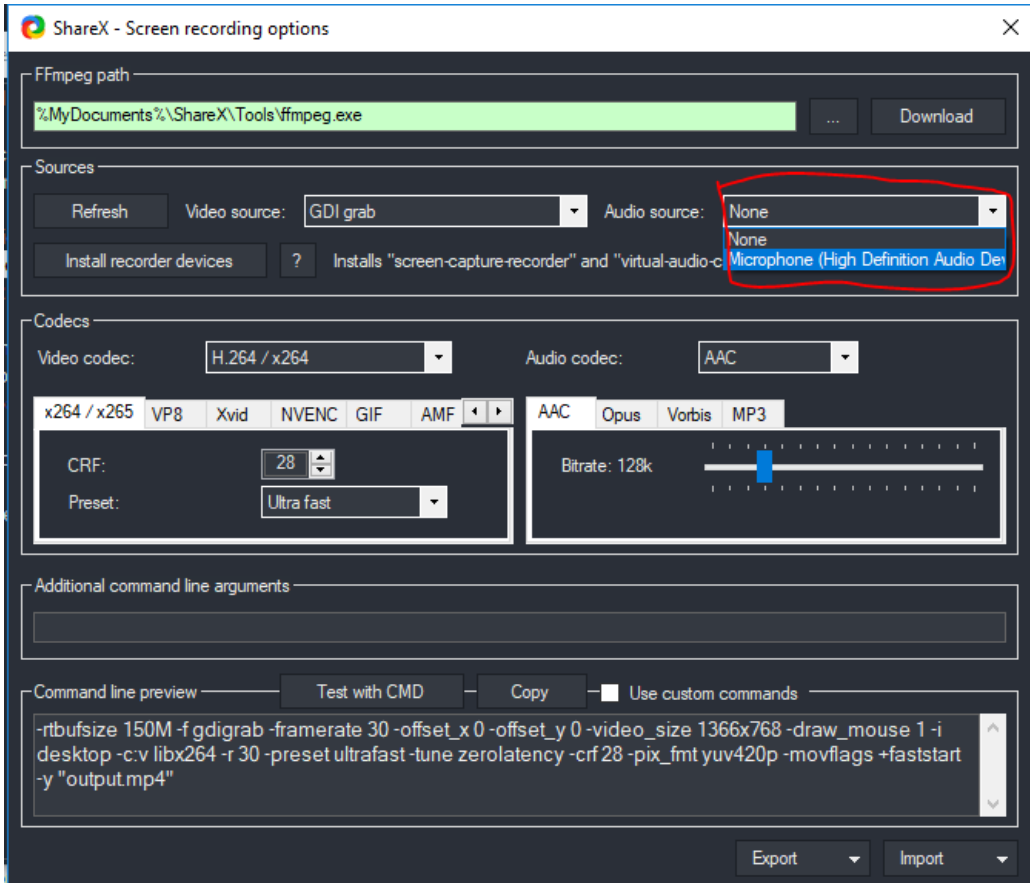 ShareX - Screen recording options
FFmpeg path
%MyDocuments%\ShareX\Tools\ffmpeg.exe
...
Download
Sources
Refresh
Video source:
GDI grab
Audio source:
None
None
Install recorder devices
?
Installs "screen-capture-recorder" and "virtual-audio-c
Microphone (High Definition Audio Dev
Codecs
Video codec:
H.264 / x264
Audio codec:
AAC
x264 / x265
VP8
Xvid
NVENC
GIF
AMF
AAC
Opus
Vorbis
MP3
CRF:
28
Bitrate: 128k
Preset:
Ultra fast
Additional command line arguments
Command line preview
Test with CMD
Copy
Use custom commands
-rtbufsize 150M -f gdigrab -framerate 30 -offset_x 0 -offset_y 0 -video_size 1366x768 -draw_mouse 1 -i
desktop -c:v libx264 -r 30 -preset ultrafast -tune zerolatency -crf 28 -pix_fmt yuv420p -movflags +faststart
-y "output.mp4"
Export
Import